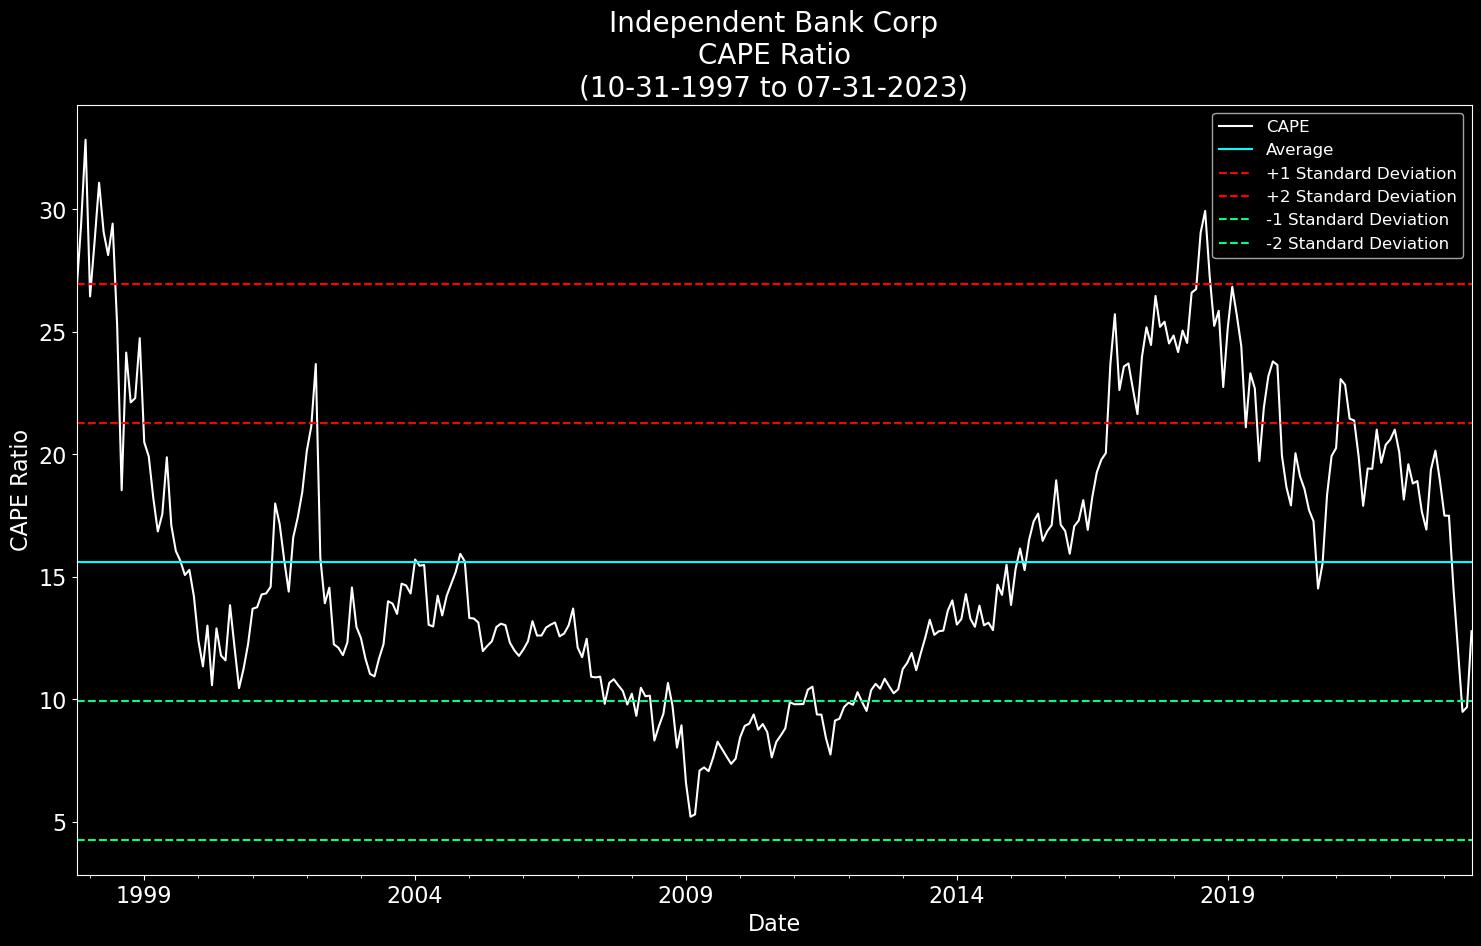 Independent Bank Corp
CAPE Ratio
(10-31-1997 to 07-31-2023)
CAPE
Average
+1 Standard Deviation
+2 Standard Deviation
-1 Standard Deviation
-2 Standard Deviation
30
25
20
15
10
5
CAPE Ratio
1999
2004
2009
2014
2019
Date